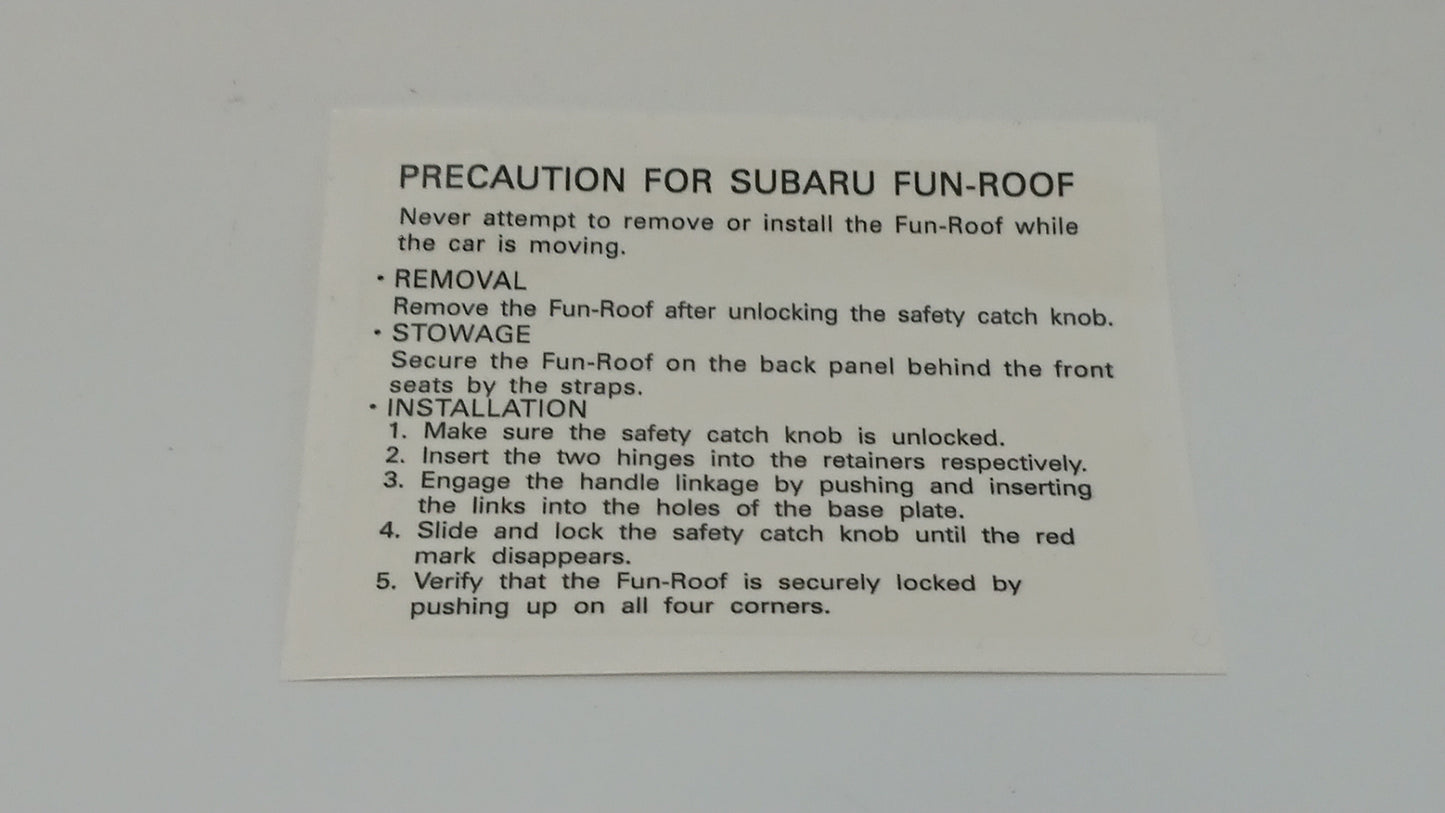 PRECAUTION FOR SUBARU FUN-ROOF
Never attempt to remove or install the Fun-Roof while
the car is moving.
・REMOVAL
Remove the Fun-Roof after unlocking the safety catch knob.
・STOWAGE
Secure the Fun-Roof on the back panel behind the front
seats by the straps.
・INSTALLATION
1. Make sure the safety catch knob is unlocked.
2. Insert the two hinges into the retainers respectively.
3. Engage the handle linkage by pushing and inserting
the links into the holes of the base plate.
4. Slide and lock the safety catch knob until the red
mark disappears.
5. Verify that the Fun-Roof is securely locked by
pushing up on all four corners.